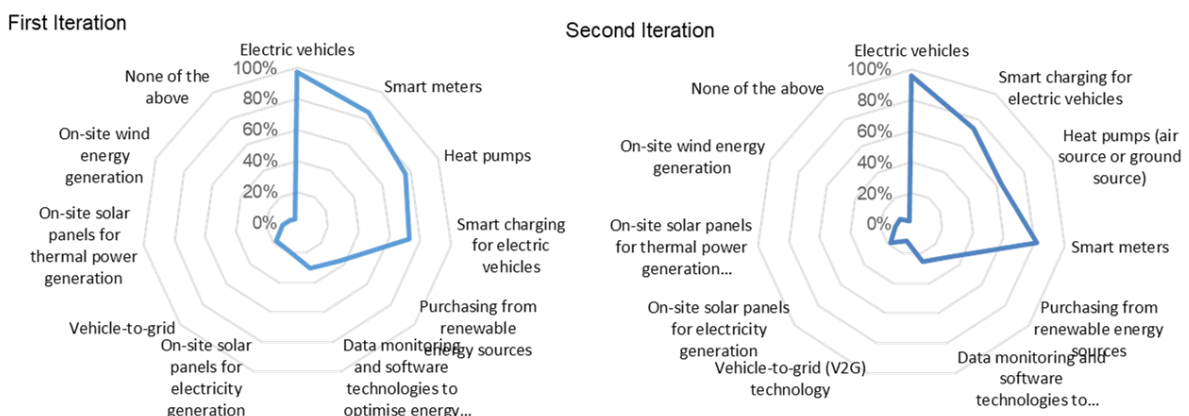 First Iteration
Electric vehicles
100%
80%
60%
40%
20%
0%
Smart meters
Heat pumps
Smart charging
for electric
vehicles
Purchasing from
renewable
energy sources
Data monitoring
and software
technologies to
optimise energy...
On-site solar
panels for
electricity
generation
Vehicle-to-grid
On-site solar
panels for
thermal power
generation
On-site wind
energy
generation
None of the
above
Second Iteration
Electric vehicles
100%
80%
60%
40%
20%
0%
Smart charging for
electric vehicles
Heat pumps (air
source or ground
source)
Smart meters
Purchasing from
renewable energy
sources
Data monitoring and
software
technologies to...
Vehicle-to-grid (V2G)
technology
On-site solar panels
for electricity
generation
On-site solar panels
for thermal power
generation...
On-site wind energy
generation
None of the above